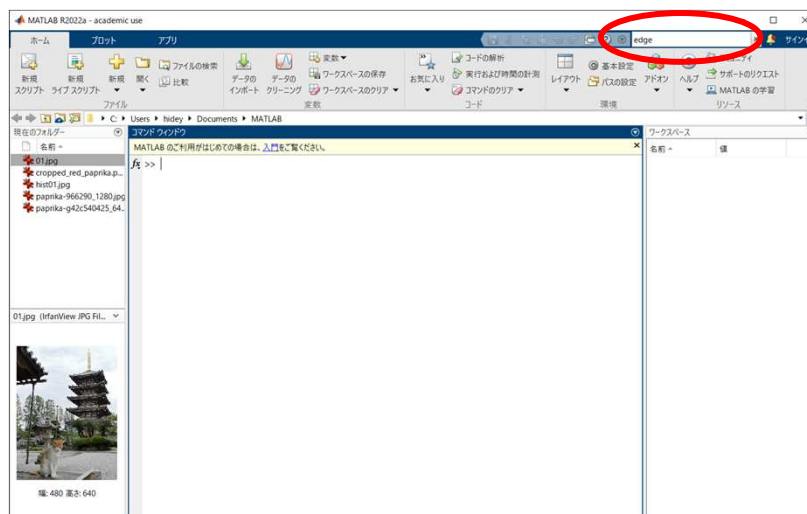 MATLAB R2022a - academic use
ホーム プロット アプリ
edge
サインイン
新規 スクリプト
新規 ライブ スクリプト
新規
開く
ファイルの検索
比較
ファイル
データの インポート
データの クリーニング
変数
ワークスペースの保存
ワークスペースのクリア
変数
お気に入り
コードの解析
実行および時間の計測
コマンドのクリア
コード
レイアウト
基本設定
パスの設定
アドオン
環境
ヘルプ
サポートのリクエスト
MATLAB の学習
リソース
C: Users hidey Documents MATLAB
現在のフォルダー
名前
01.jpg
cropped_red_paprika.p...
hist01.jpg
paprika-966290_1280.jpg
paprika-g42c540425_64...
01.jpg (IrfanView JPG Fil...
幅: 480 高さ: 640
コマンド ウィンドウ
MATLAB のご利用がはじめての場合は、入門をご覧ください。
fx >>
ワークスペース
名前 値